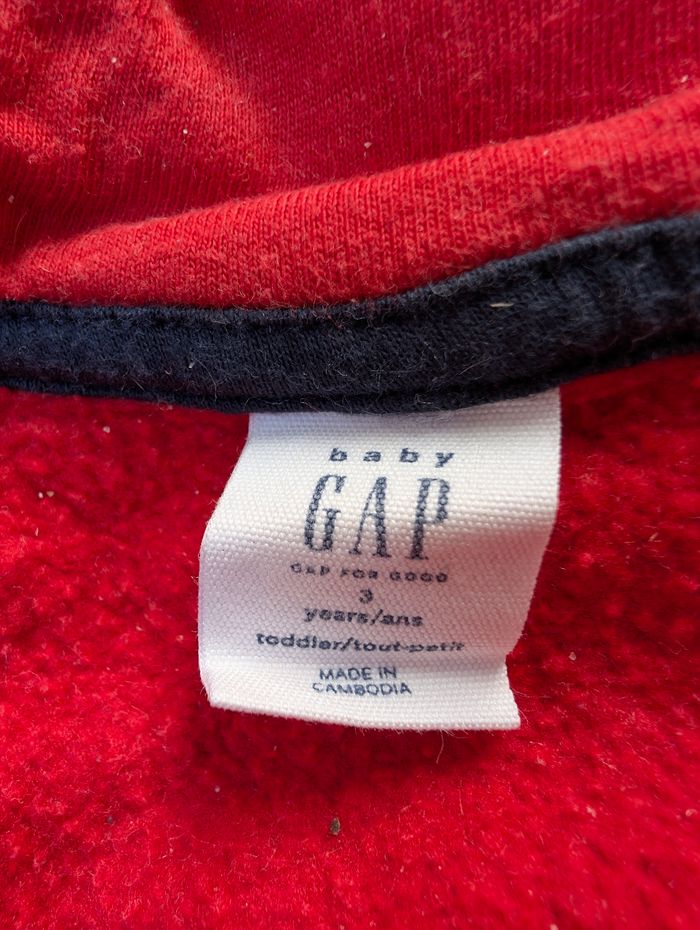 baby
GAP
GAP FOR GOOD
3
years/ans
toddler/tout-petit
MADE IN
CAMBODIA